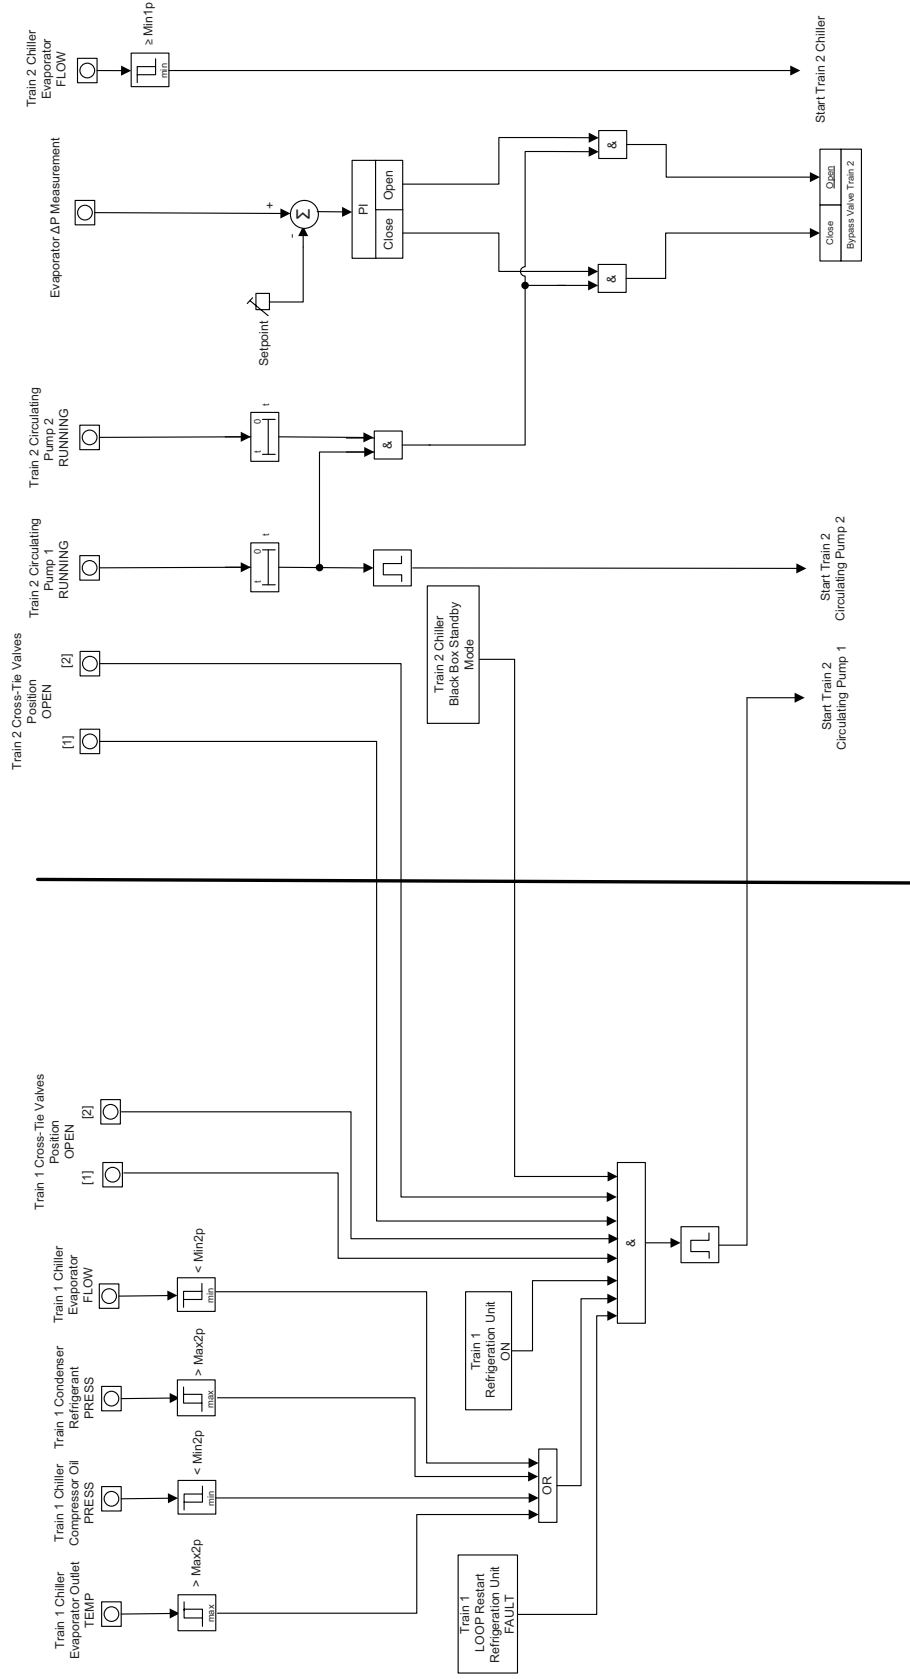 Train 1 Chiller
Evaporator Outlet
TEMP
> Max2p
max
Train 1 Chiller
Compressor Oil
PRESS
< Min2p
min
Train 1 Condenser
Refrigerant
PRESS
> Max2p
max
Train 1 Chiller
Evaporator
FLOW
< Min2p
min
Train 1 Cross-Tie Valves
Position
OPEN
[1]
[2]
Train 2 Cross-Tie Valves
Position
OPEN
[1]
[2]
Train 2 Circulating
Pump 1
RUNNING
t
0
t
Train 2 Circulating
Pump 2
RUNNING
t
0
t
Evaporator ΔP Measurement
Setpoint
+
-
Σ
PI
Close
Open
Train 2 Chiller
Evaporator
FLOW
≥ Min1p
min
&
&
&
Train 2 Chiller
Black Box Standby
Mode
Train 1
LOOP Restart
Refrigeration Unit
FAULT
OR
Train 1
Refrigeration Unit
ON
&
Start Train 2
Circulating Pump 1
Start Train 2
Circulating Pump 2
Close
Open
Bypass Valve Train 2
Start Train 2 Chiller